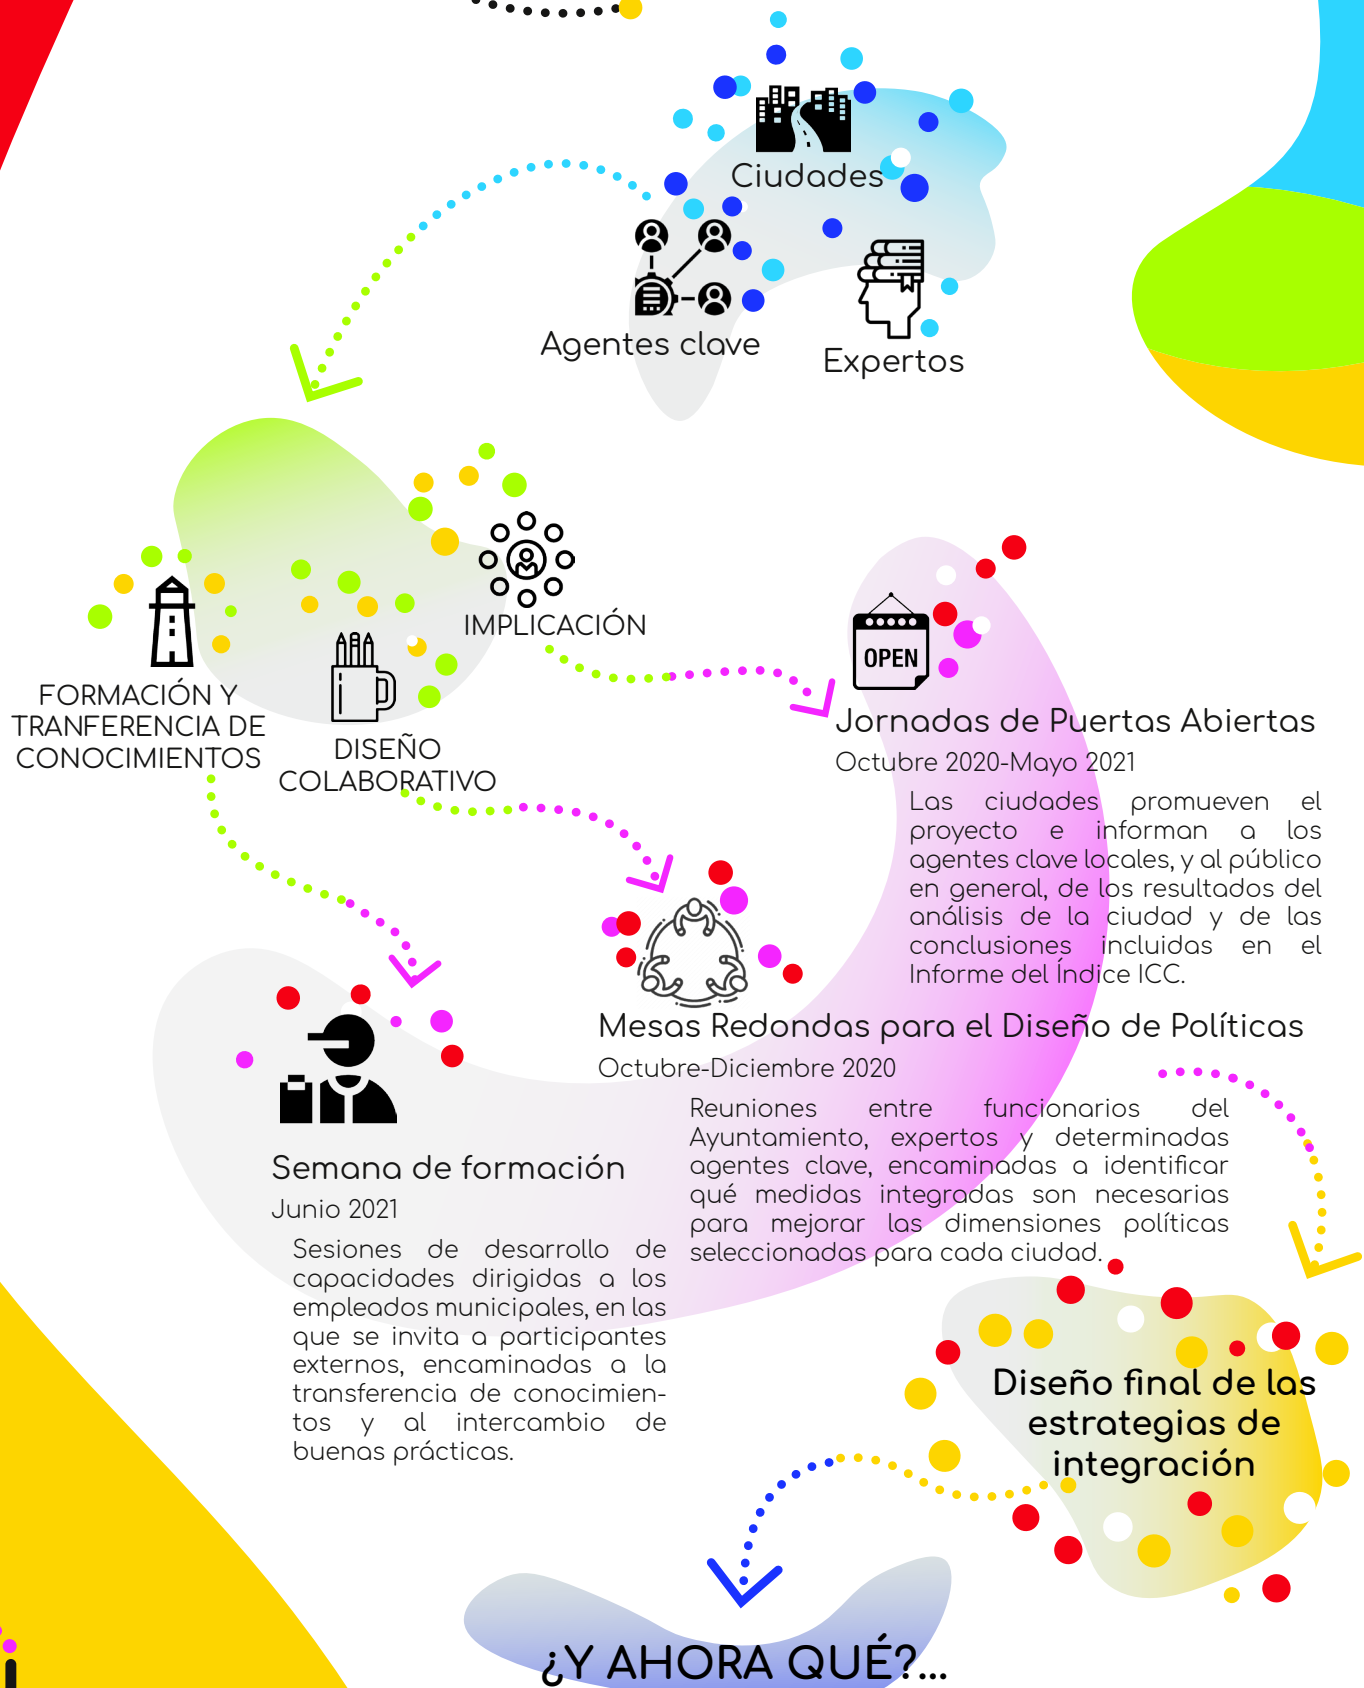 Ciudades
Agentes clave
Expertos
IMPLICACIÓN
FORMACIÓN Y
TRANFERENCIA DE
CONOCIMIENTOS
DISEÑO
COLABORATIVO
OPEN
Jornadas de Puertas Abiertas
Octubre 2020-Mayo 2021
Las ciudades promueven el
proyecto e informan a los
agentes clave locales, y al público
en general, de los resultados del
análisis de la ciudad y de las
conclusiones incluidas en el
Informe del Índice ICC.
Mesas Redondas para el Diseño de Políticas
Octubre-Diciembre 2020
Reuniones entre funcionarios del
Ayuntamiento, expertos y determinadas
agentes clave, encaminadas a identificar
qué medidas integradas son necesarias
para mejorar las dimensiones políticas
seleccionadas para cada ciudad.
Semana de formación
Junio 2021
Sesiones de desarrollo de
capacidades dirigidas a los
empleados municipales, en las
que se invita a participantes
externos, encaminadas a la
transferencia de conocimien-
tos y al intercambio de
buenas prácticas.
Diseño final de las
estrategias de
integración
¿Y AHORA QUÉ?...